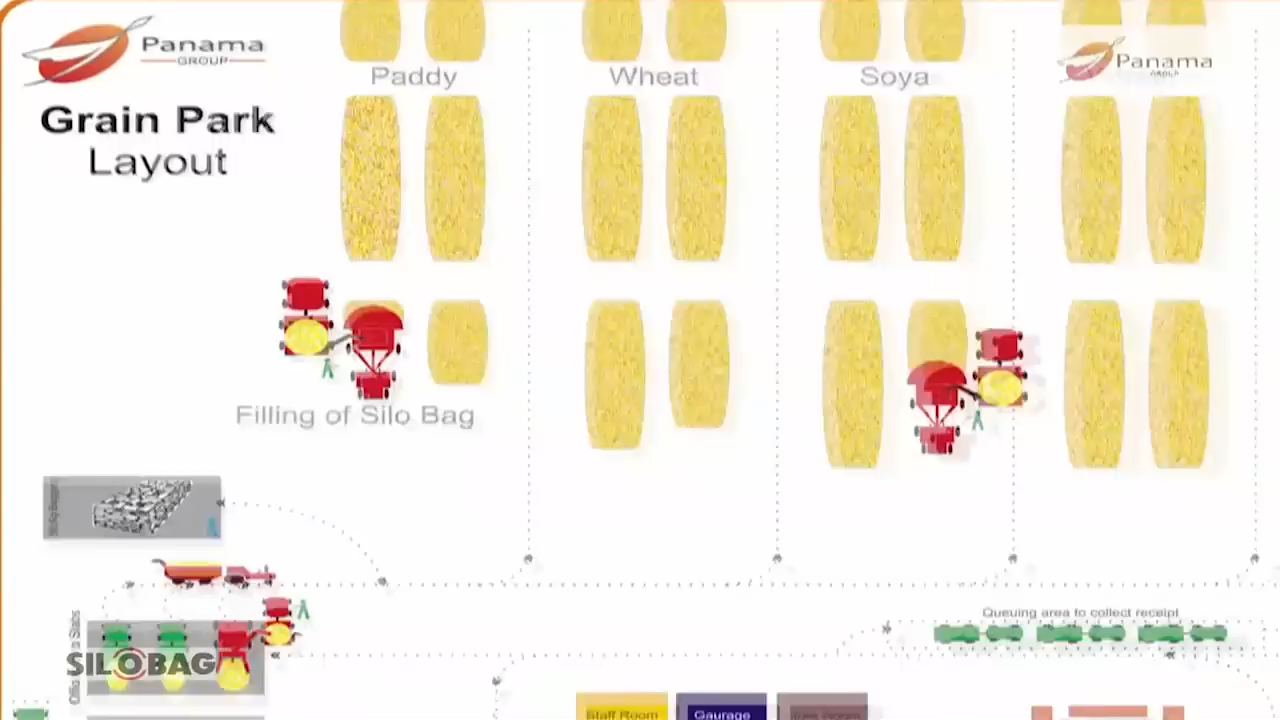 Panama
GROUP
Grain Park
Layout
Paddy
Wheat
Soya
Panama
GROUP
Filling of Silo Bag
Queuing area to collect receipt
SILOBAG
Staff Room
Gaurage